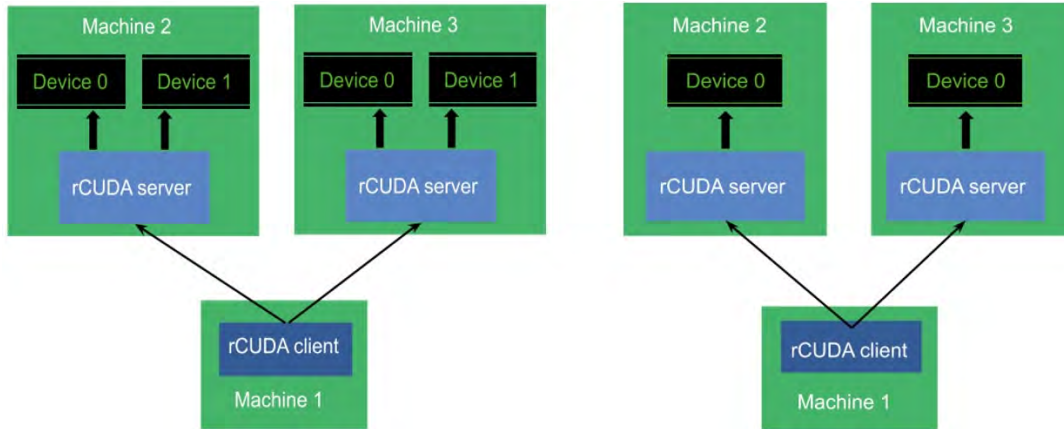 Machine 2
Device 0
Device 1
rCUDA server
Machine 3
Device 0
Device 1
rCUDA server
rCUDA client
Machine 1
Machine 2
Device 0
rCUDA server
Machine 3
Device 0
rCUDA server
rCUDA client
Machine 1